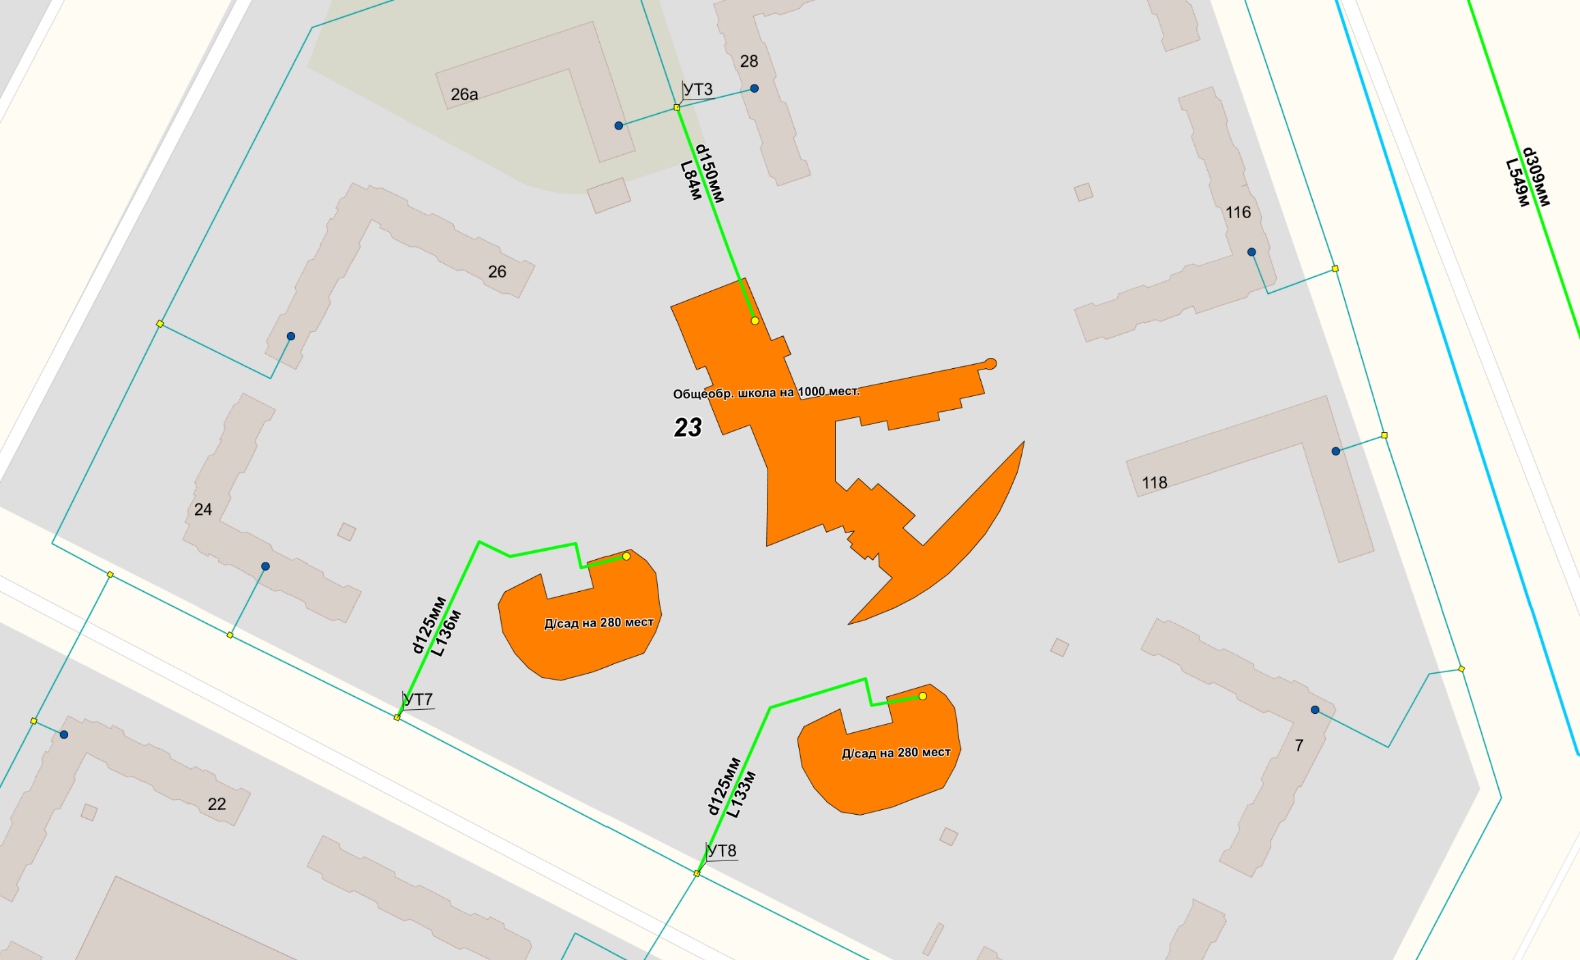 28
26а
УТ3
d150мм
L84м
d309мм
L549м
116
26
Общеобр. школа на 1000 мест.
23
118
24
d125мм
L136м
Д/сад на 280 мест
УТ7
7
Д/сад на 280 мест
d125мм
L133м
22
УТ8